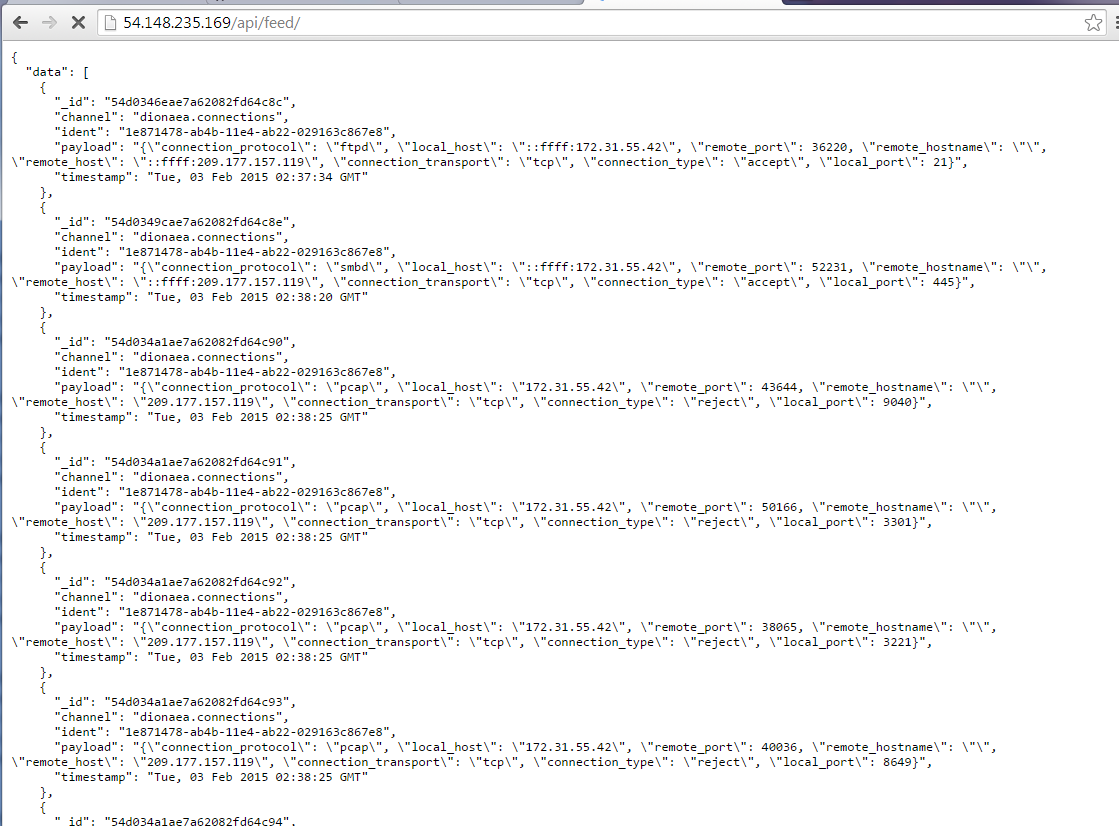 54.148.235.169/api/feed/
{
"data": [
{
"_id": "54d0346eae7a62082fd64c8c",
"channel": "dionaea.connections",
"ident": "1e871478-ab4b-11e4-ab22-029163c867e8",
"payload": "{\"connection_protocol\": \"ftpd\", \"local_host\": \"::ffff:172.31.55.42\", \"remote_port\": 36220, \"remote_hostname\": \"\",
\"remote_host\": \"::ffff:209.177.157.119\", \"connection_transport\": \"tcp\", \"connection_type\": \"accept\", \"local_port\": 21}",
"timestamp": "Tue, 03 Feb 2015 02:37:34 GMT"
},
{
"_id": "54d0349cae7a62082fd64c8e",
"channel": "dionaea.connections",
"ident": "1e871478-ab4b-11e4-ab22-029163c867e8",
"payload": "{\"connection_protocol\": \"smbd\", \"local_host\": \"::ffff:172.31.55.42\", \"remote_port\": 52231, \"remote_hostname\": \"\",
\"remote_host\": \"::ffff:209.177.157.119\", \"connection_transport\": \"tcp\", \"connection_type\": \"accept\", \"local_port\": 445}",
"timestamp": "Tue, 03 Feb 2015 02:38:20 GMT"
},
{
"_id": "54d034a1ae7a62082fd64c90",
"channel": "dionaea.connections",
"ident": "1e871478-ab4b-11e4-ab22-029163c867e8",
"payload": "{\"connection_protocol\": \"pcap\", \"local_host\": \"172.31.55.42\", \"remote_port\": 43644, \"remote_hostname\": \"\",
\"remote_host\": \"209.177.157.119\", \"connection_transport\": \"tcp\", \"connection_type\": \"reject\", \"local_port\": 9040}",
"timestamp": "Tue, 03 Feb 2015 02:38:25 GMT"
},
{
"_id": "54d034a1ae7a62082fd64c91",
"channel": "dionaea.connections",
"ident": "1e871478-ab4b-11e4-ab22-029163c867e8",
"payload": "{\"connection_protocol\": \"pcap\", \"local_host\": \"172.31.55.42\", \"remote_port\": 50166, \"remote_hostname\": \"\",
\"remote_host\": \"209.177.157.119\", \"connection_transport\": \"tcp\", \"connection_type\": \"reject\", \"local_port\": 3301}",
"timestamp": "Tue, 03 Feb 2015 02:38:25 GMT"
},
{
"_id": "54d034a1ae7a62082fd64c92",
"channel": "dionaea.connections",
"ident": "1e871478-ab4b-11e4-ab22-029163c867e8",
"payload": "{\"connection_protocol\": \"pcap\", \"local_host\": \"172.31.55.42\", \"remote_port\": 38065, \"remote_hostname\": \"\",
\"remote_host\": \"209.177.157.119\", \"connection_transport\": \"tcp\", \"connection_type\": \"reject\", \"local_port\": 3221}",
"timestamp": "Tue, 03 Feb 2015 02:38:25 GMT"
},
{
"_id": "54d034a1ae7a62082fd64c93",
"channel": "dionaea.connections",
"ident": "1e871478-ab4b-11e4-ab22-029163c867e8",
"payload": "{\"connection_protocol\": \"pcap\", \"local_host\": \"172.31.55.42\", \"remote_port\": 40036, \"remote_hostname\": \"\",
\"remote_host\": \"209.177.157.119\", \"connection_transport\": \"tcp\", \"connection_type\": \"reject\", \"local_port\": 8649}",
"timestamp": "Tue, 03 Feb 2015 02:38:25 GMT"
},
{
"_id": "54d034a1ae7a62082fd64c94",